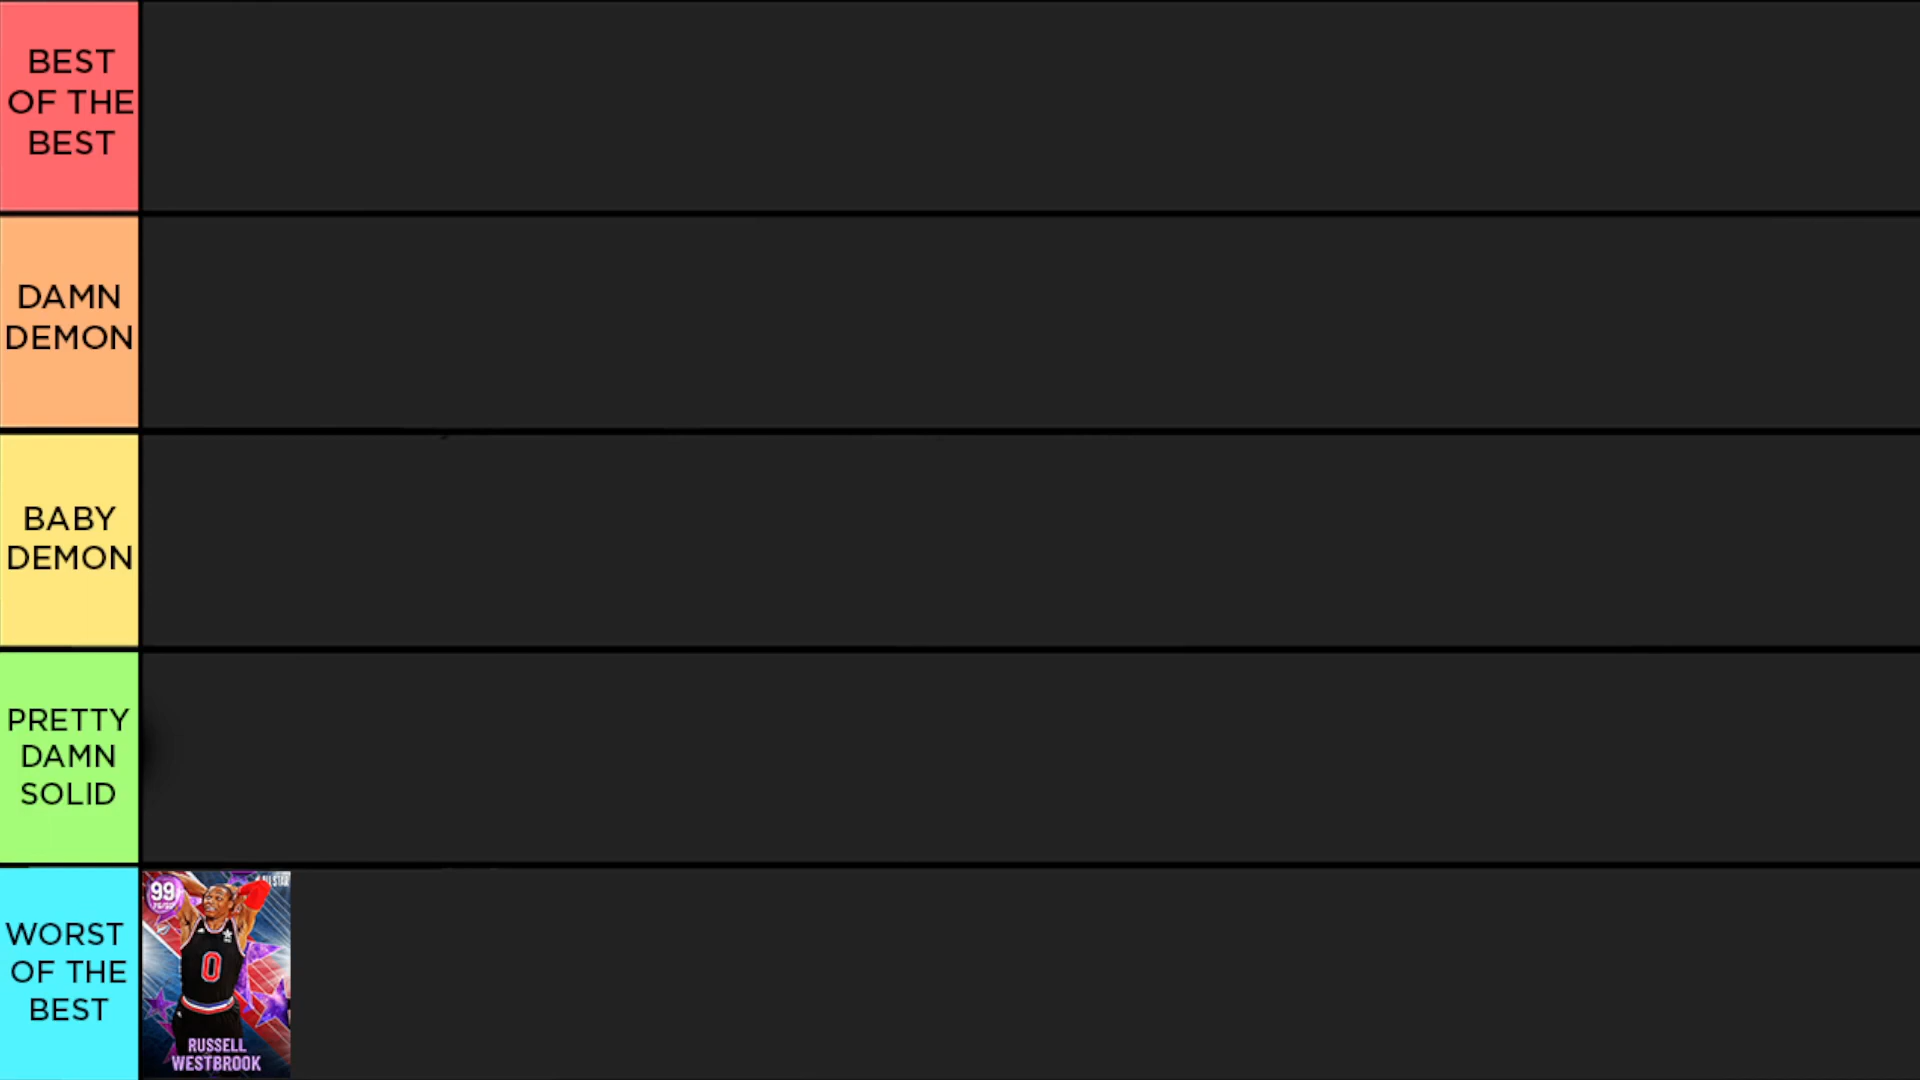 BEST
OF THE
BEST
DAMN
DEMON
BABY
DEMON
PRETTY
DAMN
SOLID
WORST
OF THE
BEST
99
0
RUSSELL
WESTBROOK